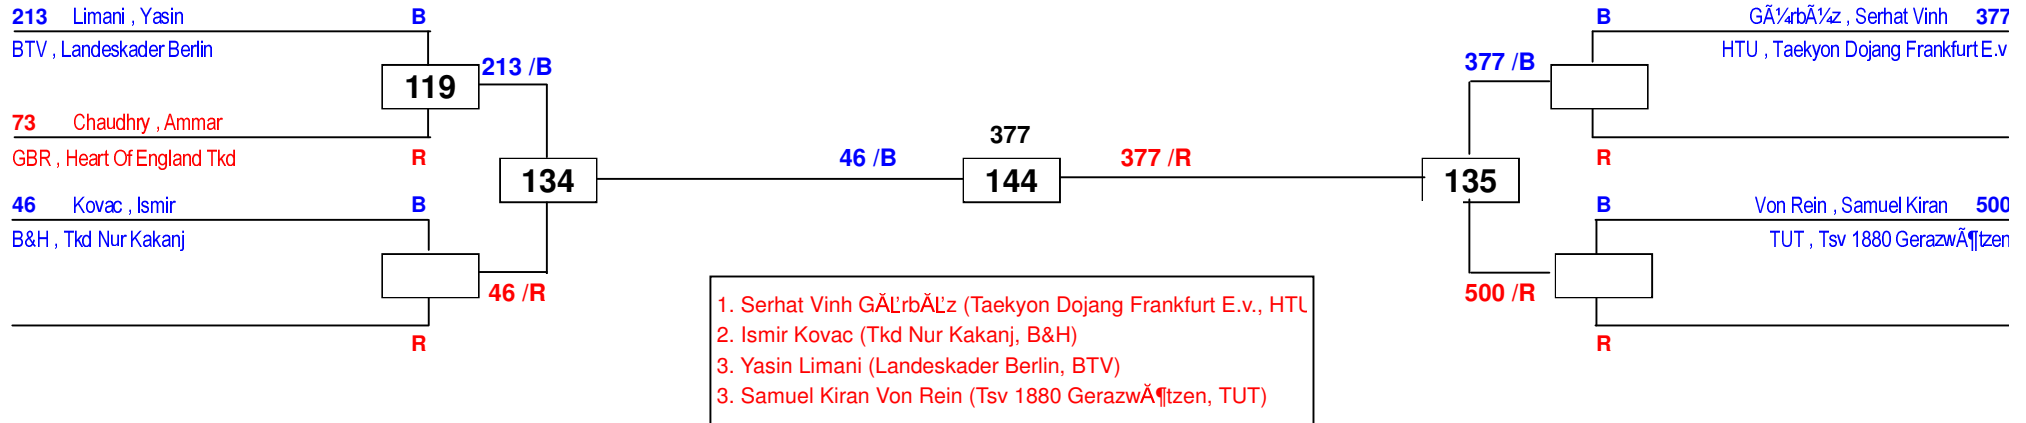 213 Limani , Yasin B
BTV , Landeskader Berlin
119
213 /B
73 Chaudhry , Ammar
GBR , Heart Of England Tkd R
134
46 Kovac , Ismir B
B&H , Tkd Nur Kakanj
46 /R
R
46 /B
377
144
377 /R
B GÃ¼rbÃ¼z , Serhat Vinh 377
HTU , Taekyon Dojang Frankfurt E.v
377 /B
R
135
B Von Rein , Samuel Kiran 500
TUT , Tsv 1880 GerazwÃ¶tzen
500 /R
R
1. Serhat Vinh GĂĽrbĂĽz (Taekyon Dojang Frankfurt E.v., HTU
2. Ismir Kovac (Tkd Nur Kakanj, B&H)
3. Yasin Limani (Landeskader Berlin, BTV)
3. Samuel Kiran Von Rein (Tsv 1880 GerazwĂ¶tzen, TUT)